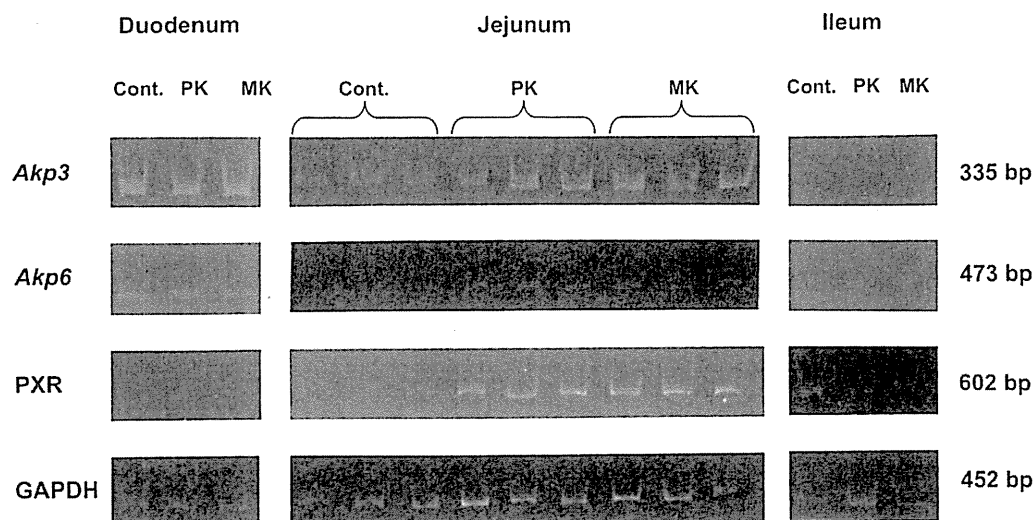 Duodenum Jejunum Ileum
Cont. PK MK Cont. PK MK Cont. PK MK
Akp3 335 bp
Akp6 473 bp
PXR 602 bp
GAPDH 452 bp